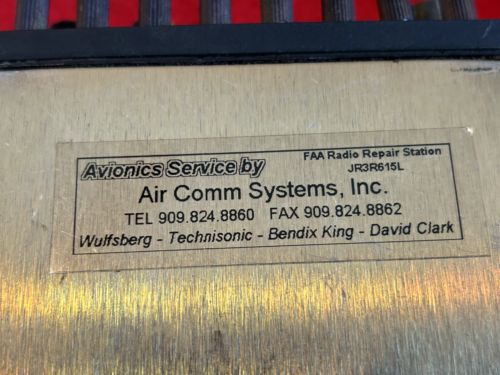 Avionics Service by
FAA Radio Repair Station
JR3R615L
Air Comm Systems, Inc.
TEL 909.824.8860 FAX 909.824.8862
Wulfsberg - Technisonic - Bendix King - David Clark